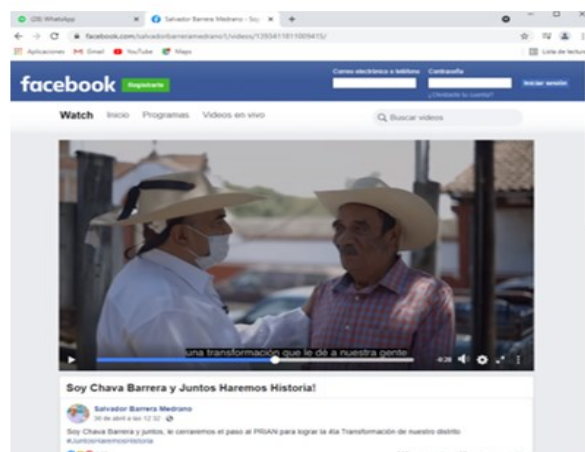 (28) WhatsApp
Salvador Barrera Medrano - Soy
facebook.com/salvadorbarreramedrano1/videos/1393411811009415/
Aplicaciones
Gmail
YouTube
Maps
Lista de lectura
facebook
Registrarte
Correo electrónico o teléfono
Contraseña
Iniciar sesión
¿Olvidaste tu cuenta?
Watch
Inicio
Programas
Videos en vivo
Buscar videos
una transformación que le dé a nuestra gente
-0:28
Soy Chava Barrera y Juntos Haremos Historia!
Salvador Barrera Medrano
30 de abril a las 12:32
Soy Chava Barrera y juntos, le cerraremos el paso al PRIAN para lograr la 4ta Transformación de nuestro distrito
#JuntosHaremosHistoria